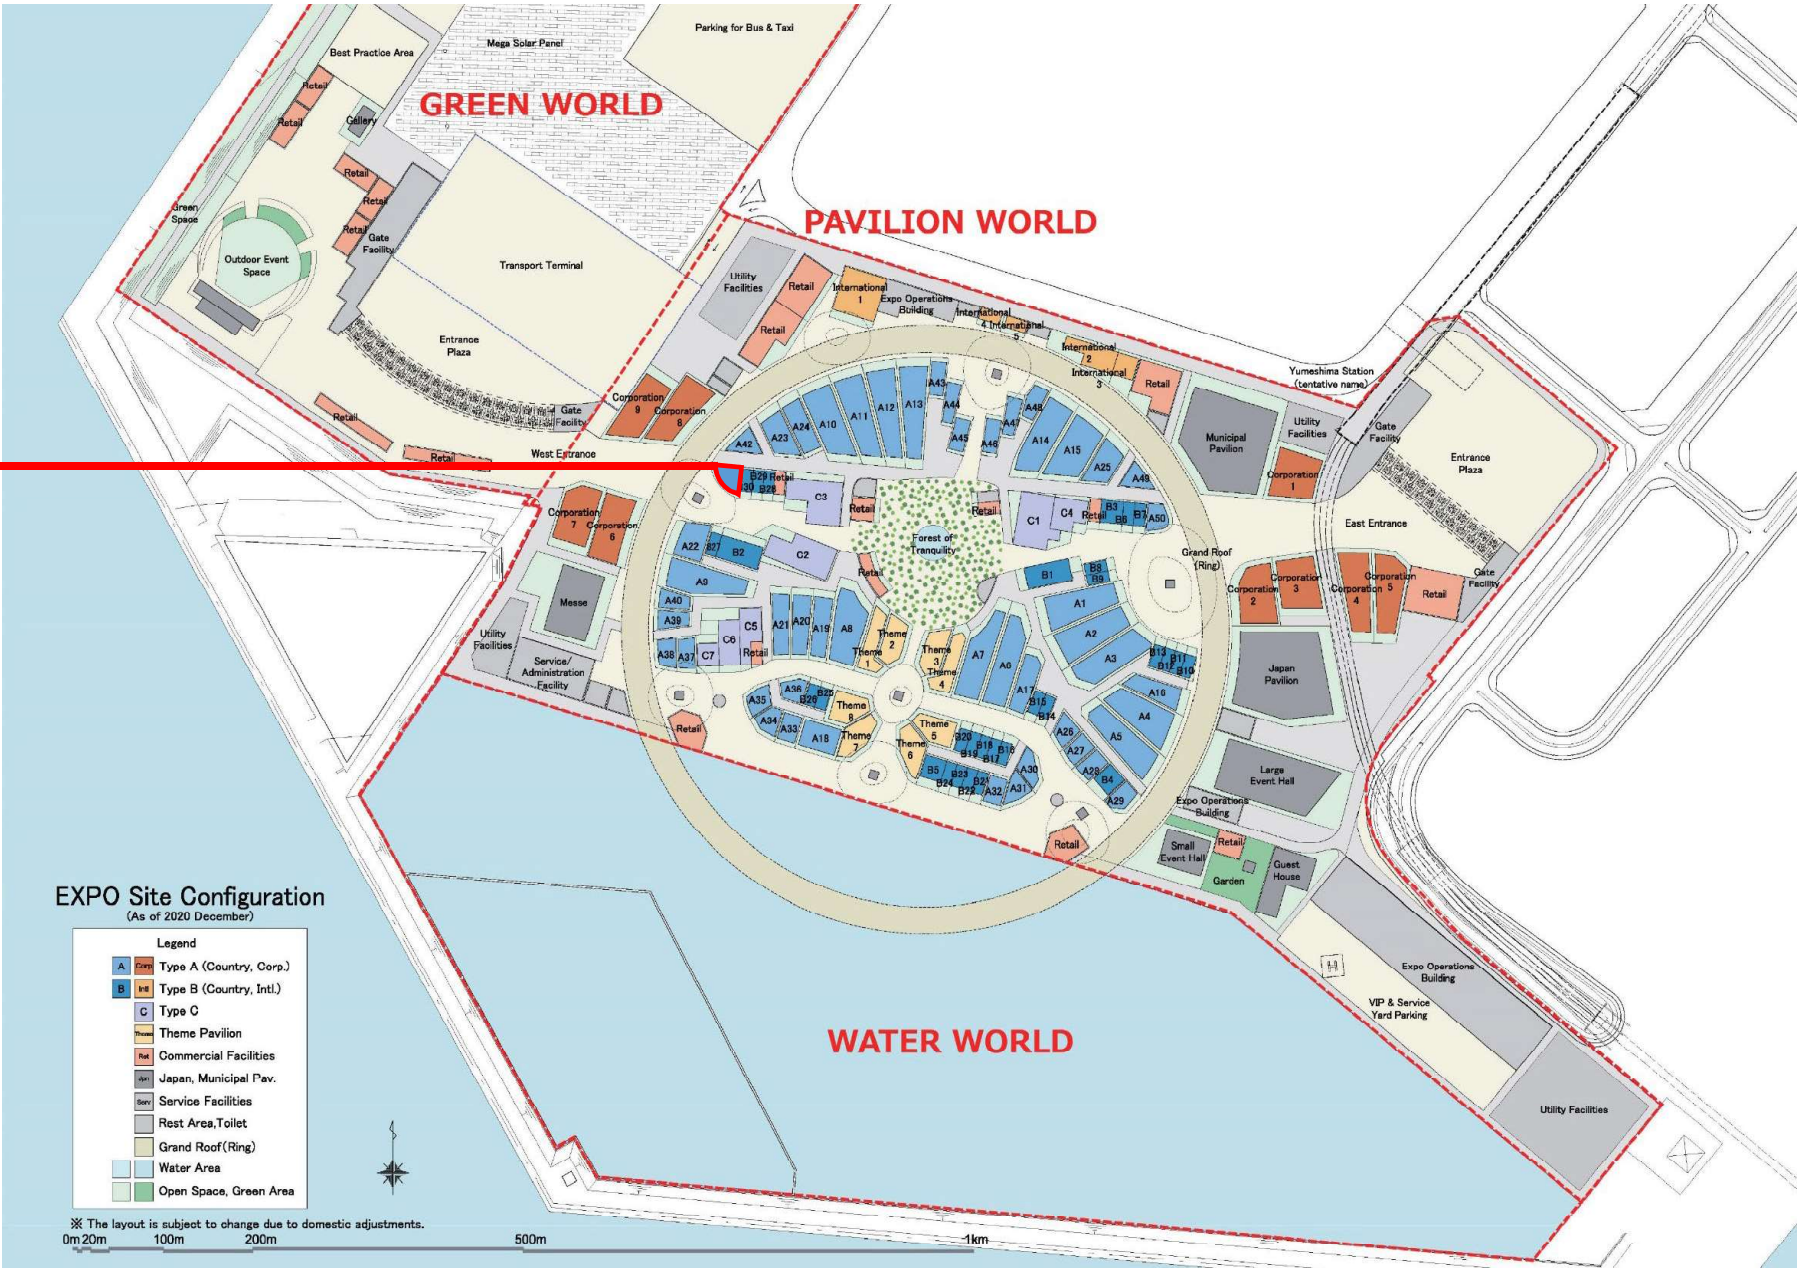 Best Practice Area
Mega Solar Panel
Parking for Bus & Taxi
GREEN WORLD
Retail
Retail
Gallery
Retail
Retail
Retail
Gate
Facility
Green
Space
Outdoor Event
Space
Transport Terminal
Entrance
Plaza
Retail
Gate
Facility
Retail
West Entrance
PAVILION WORLD
Utility
Facilities
Retail
Retail
International
1
Expo Operations
Building
International
4
International
5
International
2
International
3
Retail
Yumeshima Station
(tentative name)
Municipal
Pavilion
Utility
Facilities
Gate
Facility
Entrance
Plaza
Corporation
9
Corporation
8
Corporation
1
East Entrance
A42
A23
A24
A10
A11
A12
A13
A43
A44
A45
A46
A47
A48
A14
A15
A25
A49
B29
Retail
30
B28
C3
Retail
Retail
C1
C4
Retail
B3
B6
B7
A50
Corporation
7
Corporation
6
A22
B27
B2
C2
Forest of
Tranquility
Retail
B1
B8
B9
Grand Roof
(Ring)
Corporation
2
Corporation
3
Corporation
4
Corporation
5
Retail
Gate
Facility
Messe
A9
A40
A39
A38
A37
C7
C6
C5
Retail
A21
A20
A19
A8
Theme
1
Theme
2
Theme
3
Theme
4
A7
A6
A17
B15
B14
A1
A2
A3
B13
B12
B11
B10
Utility
Facilities
Service/
Administration
Facility
Japan
Pavilion
A35
A36
B26
B25
A34
A33
A18
Theme
8
Theme
7
Theme
5
Theme
6
B20
B19
B18
B17
B16
B5
B24
B23
B22
B21
A32
A31
A30
A16
A4
A5
A26
A27
A28
B4
A29
Retail
Retail
Large
Event Hall
Expo Operations
Building
Small
Event Hall
Retail
Garden
Guest
House
Expo Operations
Building
H
VIP & Service
Yard Parking
Utility Facilities
WATER WORLD
EXPO Site Configuration
(As of 2020 December)
Legend
A Corp Type A (Country, Corp.)
B Intl Type B (Country, Intl.)
C Type C
Theme Theme Pavilion
Ret Commercial Facilities
Jpn Japan, Municipal Pav.
Serv Service Facilities
Rest Area,Toilet
Grand Roof(Ring)
Water Area
Open Space, Green Area
※ The layout is subject to change due to domestic adjustments.
0m 20m 100m 200m 500m 1km